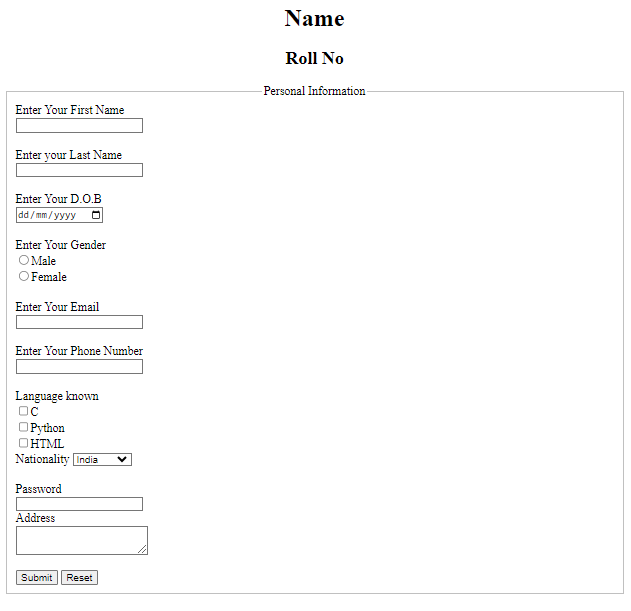 Name
Roll No
Personal Information
Enter Your First Name
Enter your Last Name
Enter Your D.O.B
dd/mm/yyyy
Enter Your Gender
Male
Female
Enter Your Email
Enter Your Phone Number
Language known
C
Python
HTML
Nationality India
Password
Address
Submit Reset